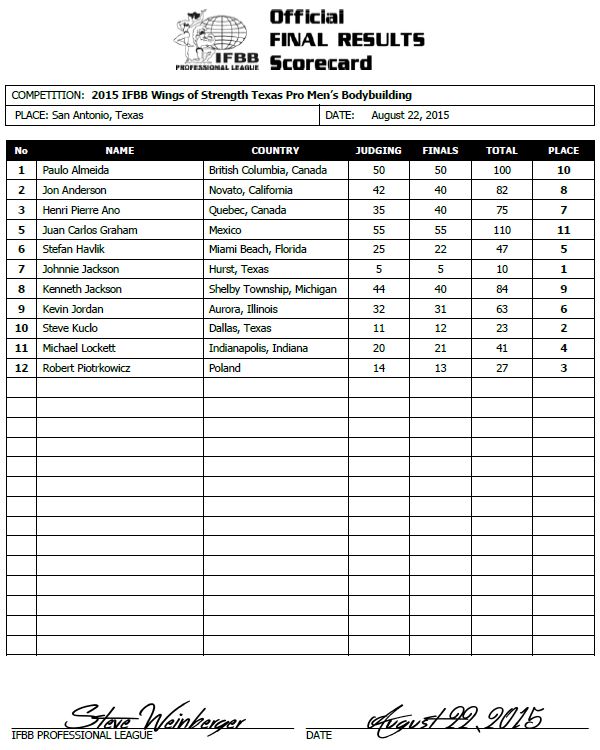 IFBB
PROFESSIONAL LEAGUE
Official
FINAL RESULTS
Scorecard
COMPETITION: 2015 IFBB Wings of Strength Texas Pro Men's Bodybuilding
PLACE: San Antonio, Texas DATE: August 22, 2015
No NAME COUNTRY JUDGING FINALS TOTAL PLACE
1 Paulo Almeida British Columbia, Canada 50 50 100 10
2 Jon Anderson Novato, California 42 40 82 8
3 Henri Pierre Ano Quebec, Canada 35 40 75 7
5 Juan Carlos Graham Mexico 55 55 110 11
6 Stefan Havlik Miami Beach, Florida 25 22 47 5
7 Johnnie Jackson Hurst, Texas 5 5 10 1
8 Kenneth Jackson Shelby Township, Michigan 44 40 84 9
9 Kevin Jordan Aurora, Illinois 32 31 63 6
10 Steve Kuclo Dallas, Texas 11 12 23 2
11 Michael Lockett Indianapolis, Indiana 20 21 41 4
12 Robert Piotrkowicz Poland 14 13 27 3
Steve Weinberger August 22, 2015
IFBB PROFESSIONAL LEAGUE DATE